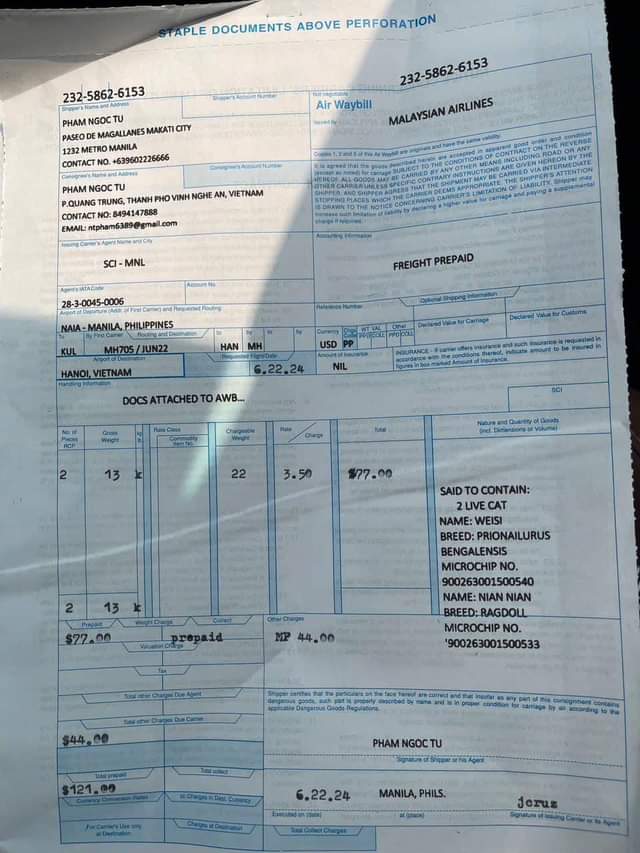 STAPLE DOCUMENTS ABOVE PERFORATION
232-5862-6153
232-5862-6153
Shipper's Name and Address
Shipper's Account Number
Not negotiable
Air Waybill
Issued by
MALAYSIAN AIRLINES
PHAM NGOC TU
PASEO DE MAGALLANES MAKATI CITY
1232 METRO MANILA
CONTACT NO. +639602226666
Copies 1, 2 and 3 of this Air Waybill are originals and have the same validity.
Consignee's Name and Address
Consignee's Account Number
PHAM NGOC TU
P.QUANG TRUNG, THANH PHO VINH NGHE AN, VIETNAM
CONTACT NO: 8494147888
EMAIL: ntpham6389@gmail.com
It is agreed that the goods described herein are accepted in apparent good order and condition
(except as noted) for carriage SUBJECT TO THE CONDITIONS OF CONTRACT ON THE REVERSE
HEREOF. ALL GOODS MAY BE CARRIED BY ANY OTHER MEANS INCLUDING ROAD OR ANY
OTHER CARRIER UNLESS SPECIFIC CONTRARY INSTRUCTIONS ARE GIVEN HEREON BY THE
SHIPPER, AND SHIPPER AGREES THAT THE SHIPMENT MAY BE CARRIED VIA INTERMEDIATE
STOPPING PLACES WHICH THE CARRIER DEEMS APPROPRIATE. THE SHIPPER'S ATTENTION
IS DRAWN TO THE NOTICE CONCERNING CARRIER'S LIMITATION OF LIABILITY. Shipper may
increase such limitation of liability by declaring a higher value for carriage and paying a supplemental
charge if required.
Issuing Carrier's Agent Name and City
Accounting Information
SCI - MNL
FREIGHT PREPAID
Agent's IATA Code
Account No.
28-3-0045-0006
Airport of Departure (Addr. of First Carrier) and Requested Routing
Reference Number
Optional Shipping Information
NAIA - MANILA, PHILIPPINES
To By First Carrier Routing and Destination to by to by
Currency Chgs Code WT VAL Other
PPD COLL PPD COLL
Declared Value for Carriage
Declared Value for Customs
KUL MH705 / JUN22 HAN MH
USD PP
Airport of Destination
Requested Flight/Date
Amount of Insurance
INSURANCE - If carrier offers insurance and such insurance is requested in
accordance with the conditions thereof, indicate amount to be insured in
figures in box marked Amount of Insurance.
HANOI, VIETNAM
6.22.24
NIL
Handling Information
SCI
DOCS ATTACHED TO AWB...
No. of Pieces RCP
Gross Weight
Rate Class
Commodity Item No.
Chargeable Weight
Rate / Charge
Total
Nature and Quantity of Goods
(incl. Dimensions or Volume)
2 13 k 22 3.50 $77.00
SAID TO CONTAIN:
2 LIVE CAT
NAME: WEISI
BREED: PRIONAILURUS
BENGALENSIS
MICROCHIP NO.
900263001500540
NAME: NIAN NIAN
BREED: RAGDOLL
MICROCHIP NO.
'900263001500533
2 13 k
Prepaid Weight Charge Collect
Other Charges
$77.00 prepaid
MP 44.00
Valuation Charge
Tax
Total other Charges Due Agent
Shipper certifies that the particulars on the face hereof are correct and that insofar as any part of this consignment contains
dangerous goods, such part is properly described by name and is in proper condition for carriage by air according to the
applicable Dangerous Goods Regulations.
Total other Charges Due Carrier
$44.00
PHAM NGOC TU
Signature of Shipper or his Agent
Total prepaid
Total collect
$121.00
6.22.24 MANILA, PHILS. jcruz
Currency Conversion Rates
cc Charges in Dest. Currency
Executed on (date) at (place) Signature of Issuing Carrier or its Agent
For Carrier's Use only
at Destination
Charges at Destination
Total Collect Charges